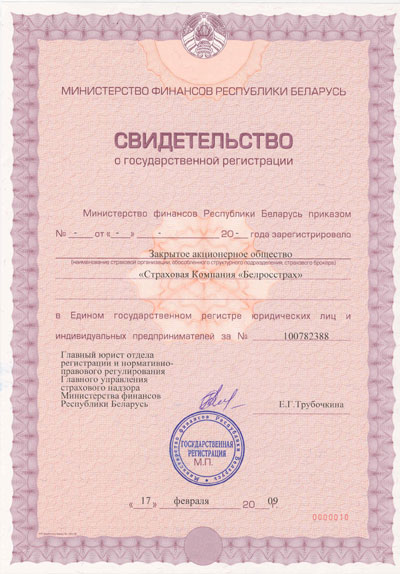 МИНИСТЕРСТВО ФИНАНСОВ РЕСПУБЛИКИ БЕЛАРУСЬ
СВИДЕТЕЛЬСТВО
о государственной регистрации
Министерство финансов Республики Беларусь приказом
№ - от « - » - 20 - года зарегистрировало
Закрытое акционерное общество
(наименование страховой организации, обособленного структурного подразделения, страхового брокера)
«Страховая Компания «Белросстрах»
в Едином государственном регистре юридических лиц и
индивидуальных предпринимателей за № 100782388
Главный юрист отдела
регистрации и нормативно-
правового регулирования
Главного управления
страхового надзора
Министерства финансов
Республики Беларусь
Е.Г.Трубочкина
Министерство финансов Республики Беларусь
ГОСУДАРСТВЕННАЯ
РЕГИСТРАЦИЯ
М.П.
«17» февраля 2009 г.
0000010